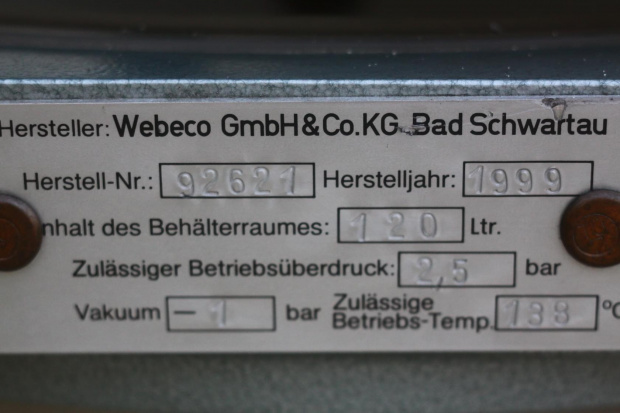 Hersteller: Webeco GmbH & Co.KG Bad Schwartau
Herstell-Nr.: 92621 Herstelljahr: 1999
nhalt des Behälterraumes: 120 Ltr.
Zulässiger Betriebsüberdruck: 2,5 bar
Vakuum –1 bar Zulässige Betriebs-Temp. 138 °C